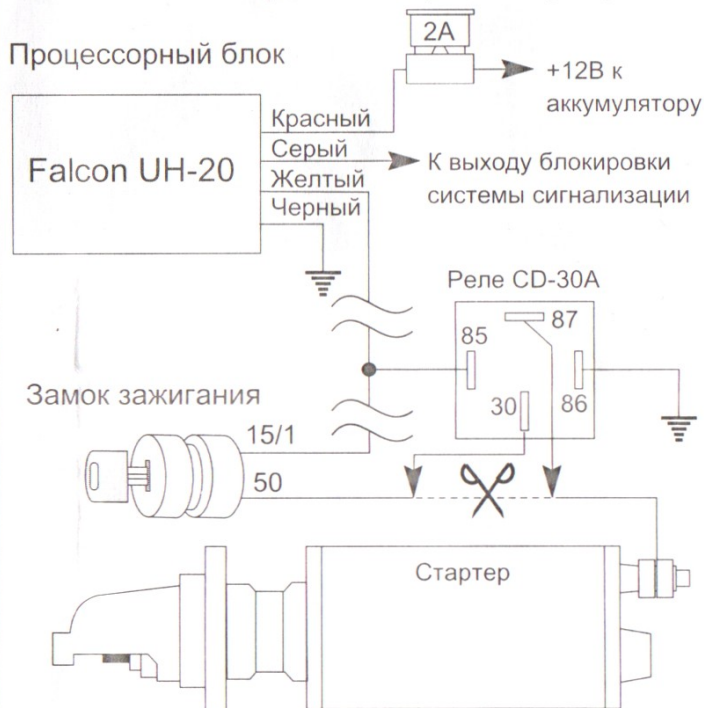 2А
Процессорный блок
+12В к
аккумулятору
Красный
Серый
Falcon UH-20
К выходу блокировки
Желтый
системы сигнализации
Черный
Реле CD-30A
87
85
30
86
Замок зажигания
15/1
50
Стартер